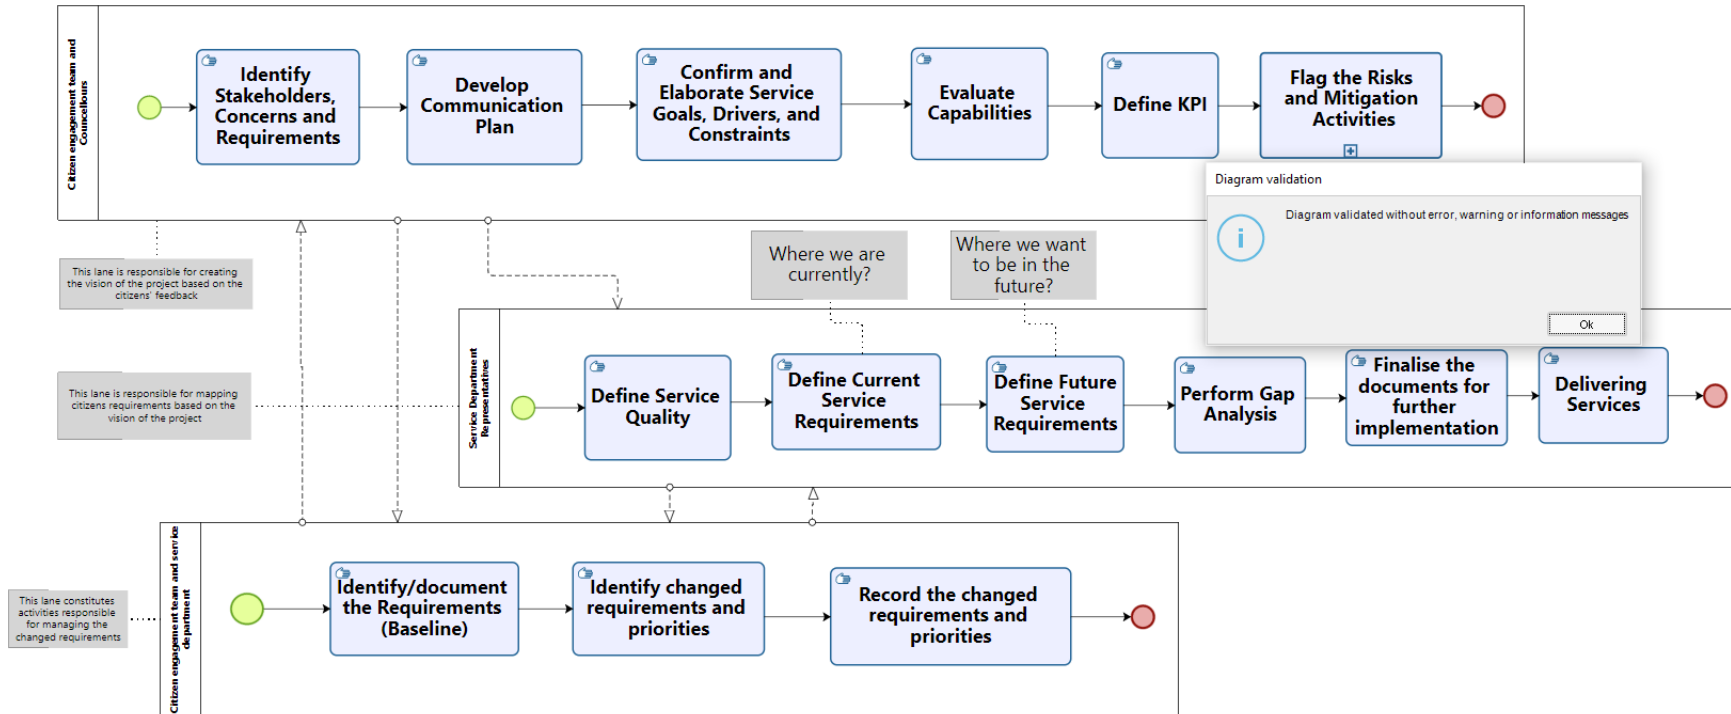 Citizen engagement team and
Councellours
Identify
Stakeholders,
Concerns and
Requirements
Develop
Communication
Plan
Confirm and
Elaborate Service
Goals, Drivers, and
Constraints
Evaluate
Capabilities
Define KPI
Flag the Risks
and Mitigation
Activities
Diagram validation
Diagram validated without error, warning or information messages
Ok
This lane is responsible for creating
the vision of the project based on the
citizens' feedback
Where we are
currently?
Where we want
to be in the
future?
This lane is responsible for mapping
citizens requirements based on the
vision of the project
Service Department
Representatives
Define Service
Quality
Define Current
Service
Requirements
Define Future
Service
Requirements
Perform Gap
Analysis
Finalise the
documents for
further
implementation
Delivering
Services
This lane constitutes
activities responsible
for managing the
changed requirements
Citizen engagement team and service
department
Identify/document
the Requirements
(Baseline)
Identify changed
requirements and
priorities
Record the changed
requirements and
priorities